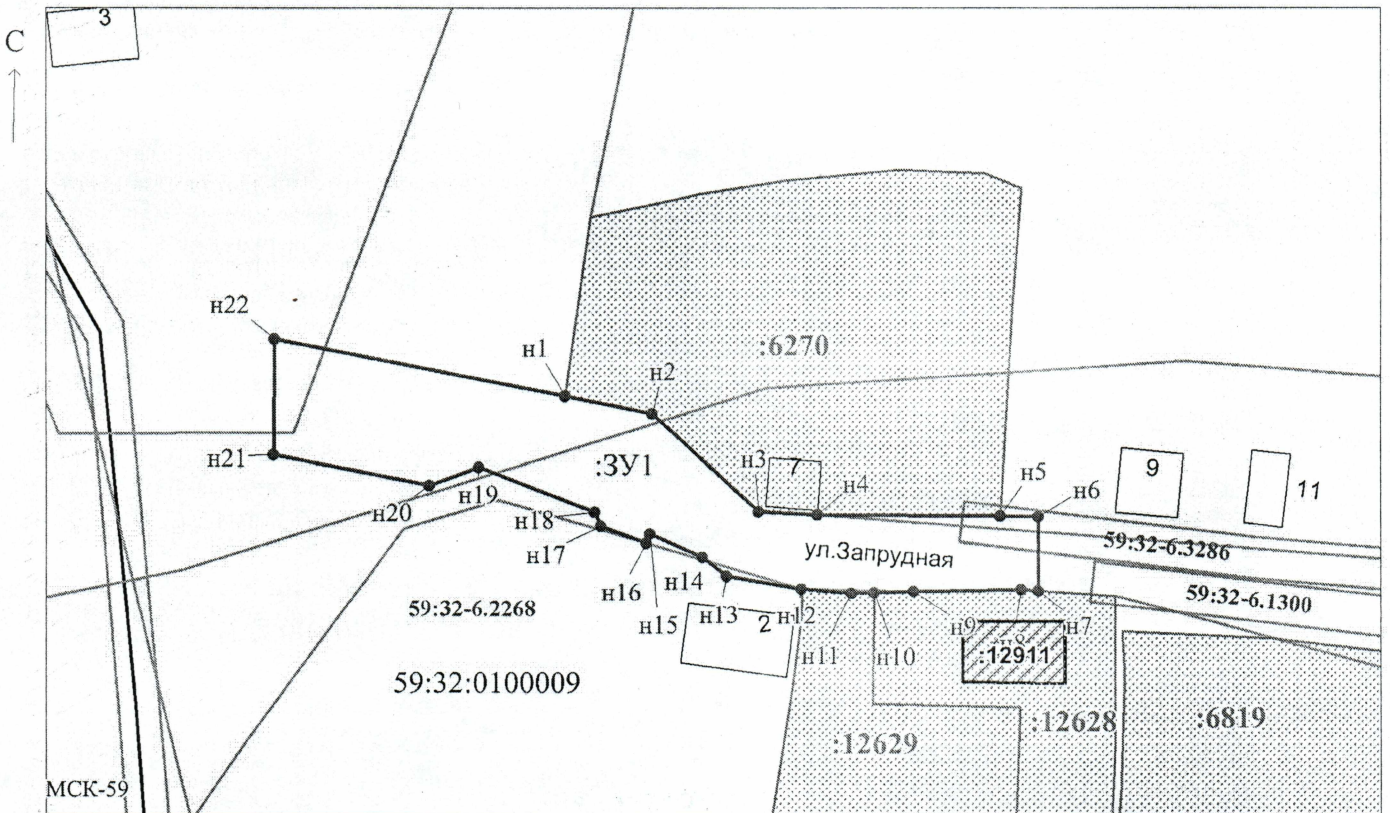 3
С
н22
н1
:6270
н2
н21
:ЗУ1
н3
7
н4
н5
н6
9
11
н20
н19
н18
н17
ул.Запрудная
59:32-6.3286
н16
н14
59:32-6.2268
н15
н13
2
н12
н11
н10
н9
н8
н7
59:32-6.1300
:12911
59:32:0100009
:12629
:12628
:6819
МСК-59